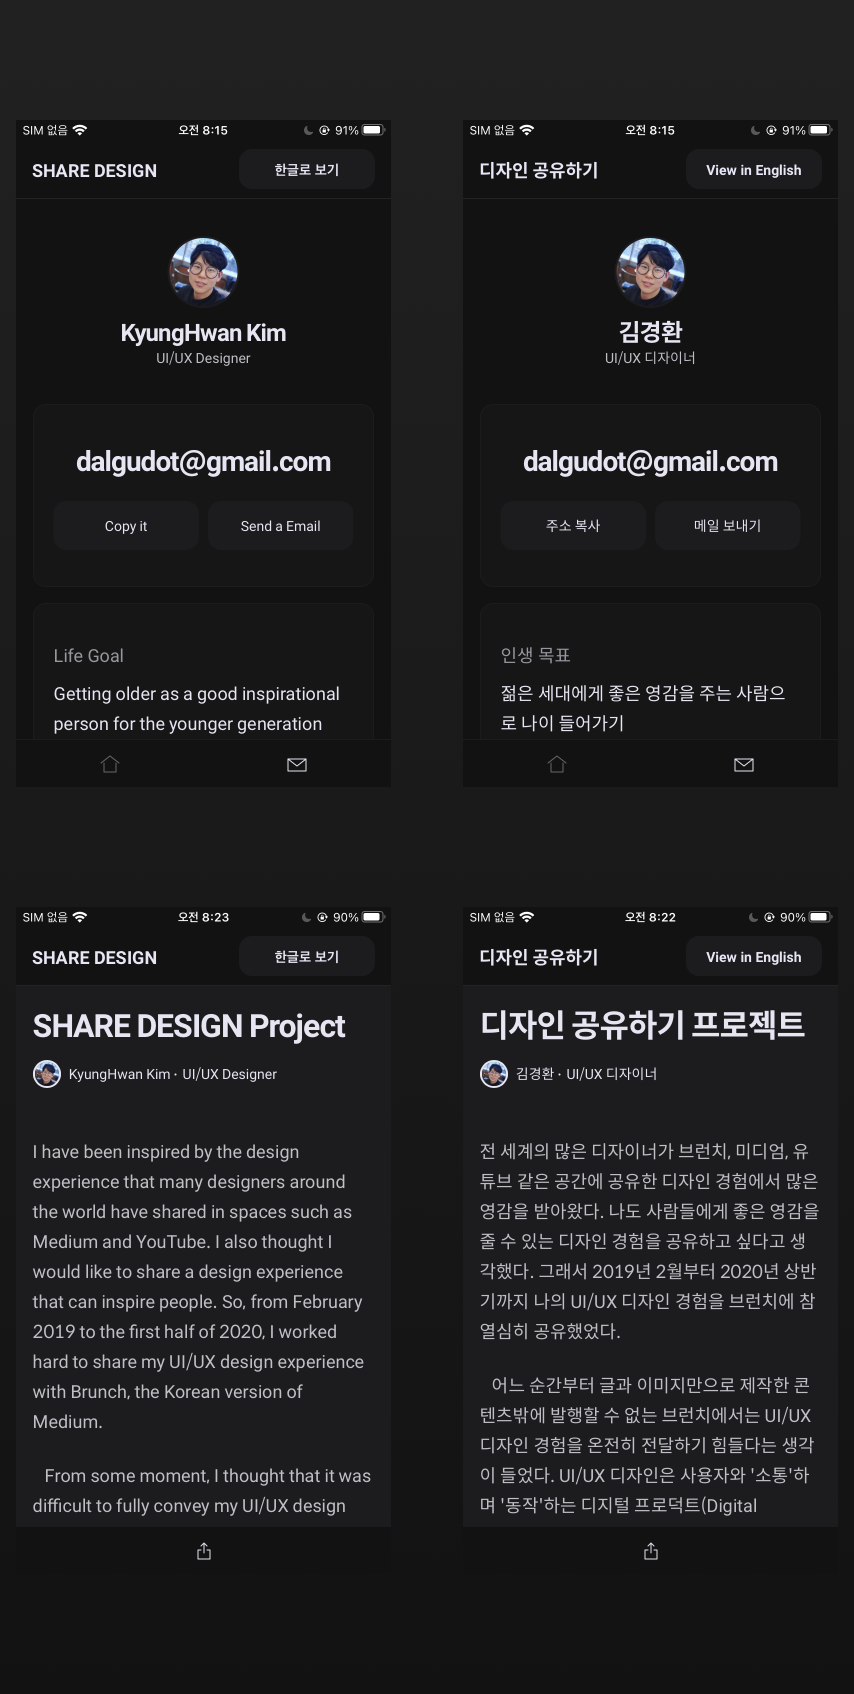 SIM 없음 오전 8:15 91%
SHARE DESIGN 한글로 보기
KyungHwan Kim
UI/UX Designer
dalgudot@gmail.com
Copy it Send a Email
Life Goal
Getting older as a good inspirational
person for the younger generation
SIM 없음 오전 8:15 91%
디자인 공유하기 View in English
김경환
UI/UX 디자이너
dalgudot@gmail.com
주소 복사 메일 보내기
인생 목표
젊은 세대에게 좋은 영감을 주는 사람으
로 나이 들어가기
SIM 없음 오전 8:23 90%
SHARE DESIGN 한글로 보기
SHARE DESIGN Project
KyungHwan Kim · UI/UX Designer
I have been inspired by the design
experience that many designers around
the world have shared in spaces such as
Medium and YouTube. I also thought I
would like to share a design experience
that can inspire people. So, from February
2019 to the first half of 2020, I worked
hard to share my UI/UX design experience
with Brunch, the Korean version of
Medium.
From some moment, I thought that it was
difficult to fully convey my UI/UX design
SIM 없음 오전 8:22 90%
디자인 공유하기 View in English
디자인 공유하기 프로젝트
김경환 · UI/UX 디자이너
전 세계의 많은 디자이너가 브런치, 미디엄, 유
튜브 같은 공간에 공유한 디자인 경험에서 많은
영감을 받아왔다. 나도 사람들에게 좋은 영감을
줄 수 있는 디자인 경험을 공유하고 싶다고 생
각했다. 그래서 2019년 2월부터 2020년 상반
기까지 나의 UI/UX 디자인 경험을 브런치에 참
열심히 공유했었다.
어느 순간부터 글과 이미지만으로 제작한 콘
텐츠밖에 발행할 수 없는 브런치에서는 UI/UX
디자인 경험을 온전히 전달하기 힘들다는 생각
이 들었다. UI/UX 디자인은 사용자와 '소통'하
며 '동작'하는 디지털 프로덕트(Digital